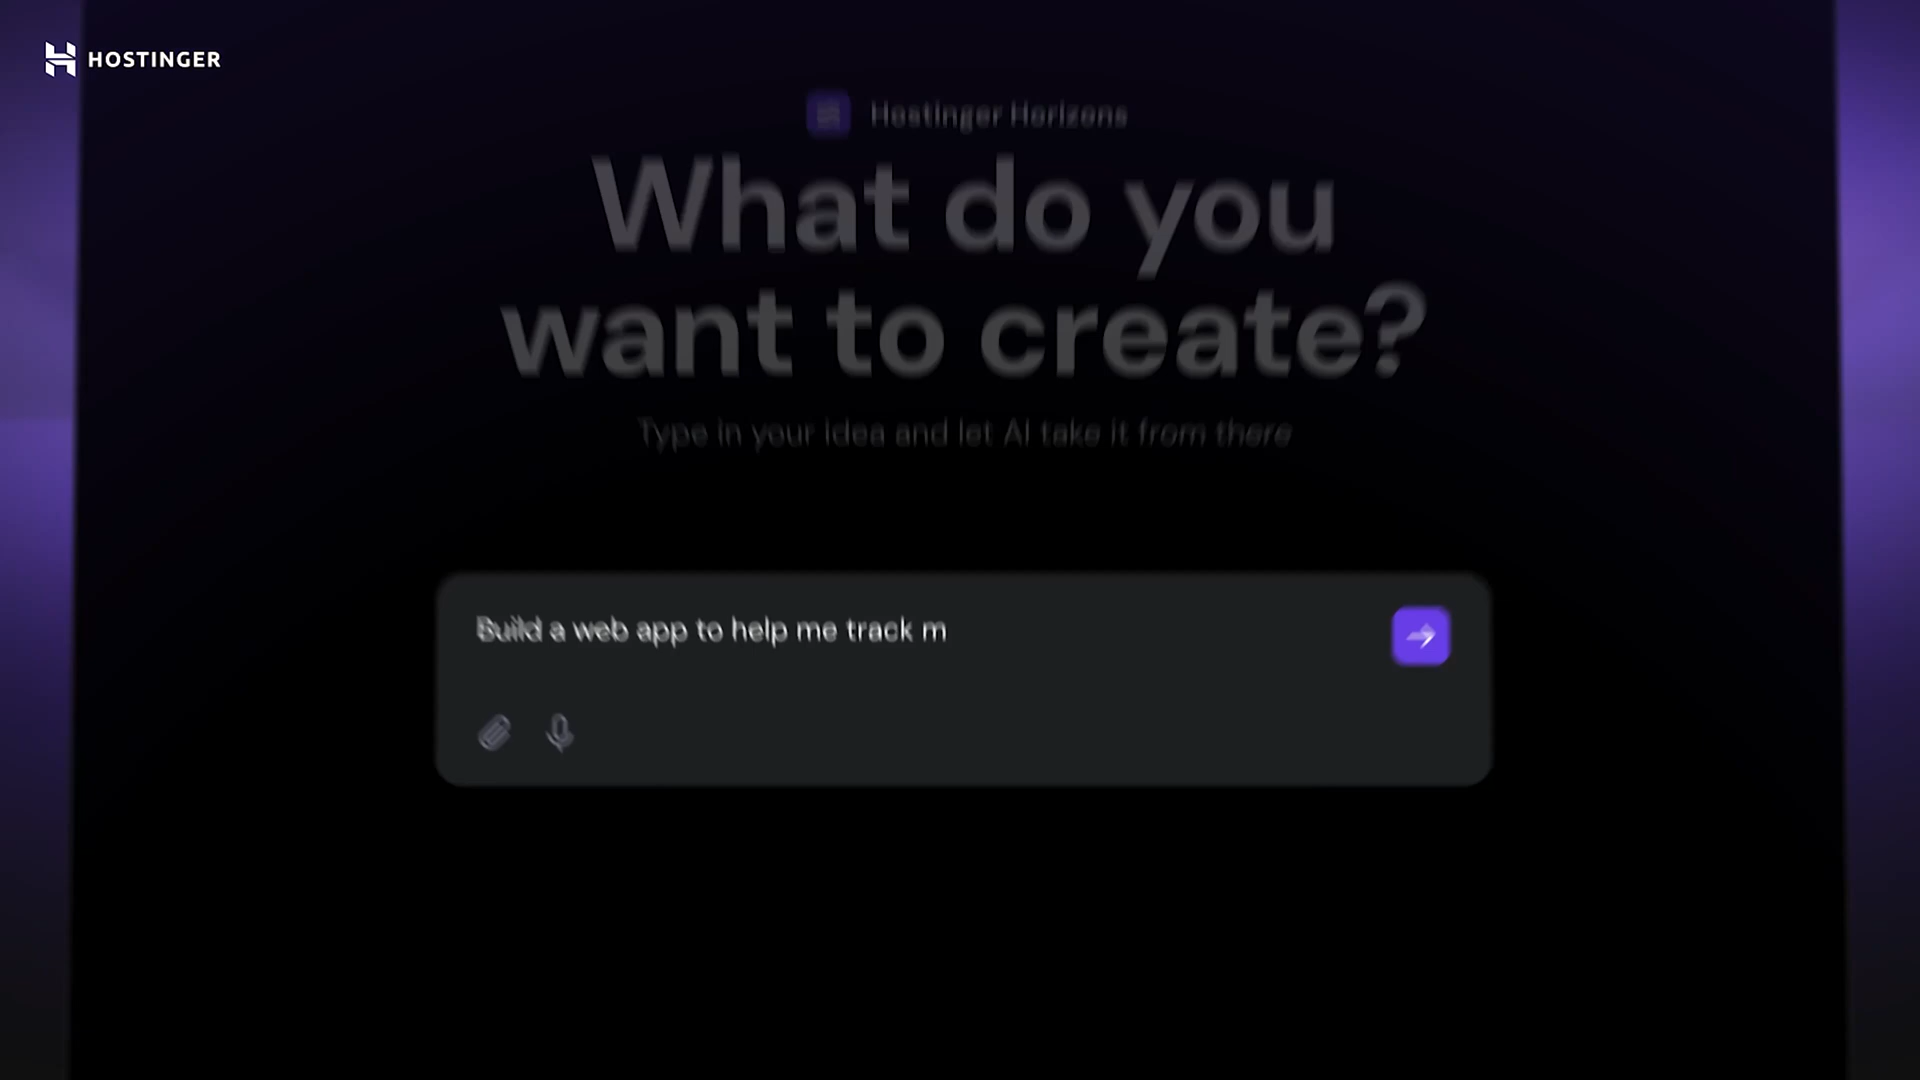 HOSTINGER
Hostinger Horizons
What do you
want to create?
Type in your idea and let AI take it from there
Build a web app to help me track m